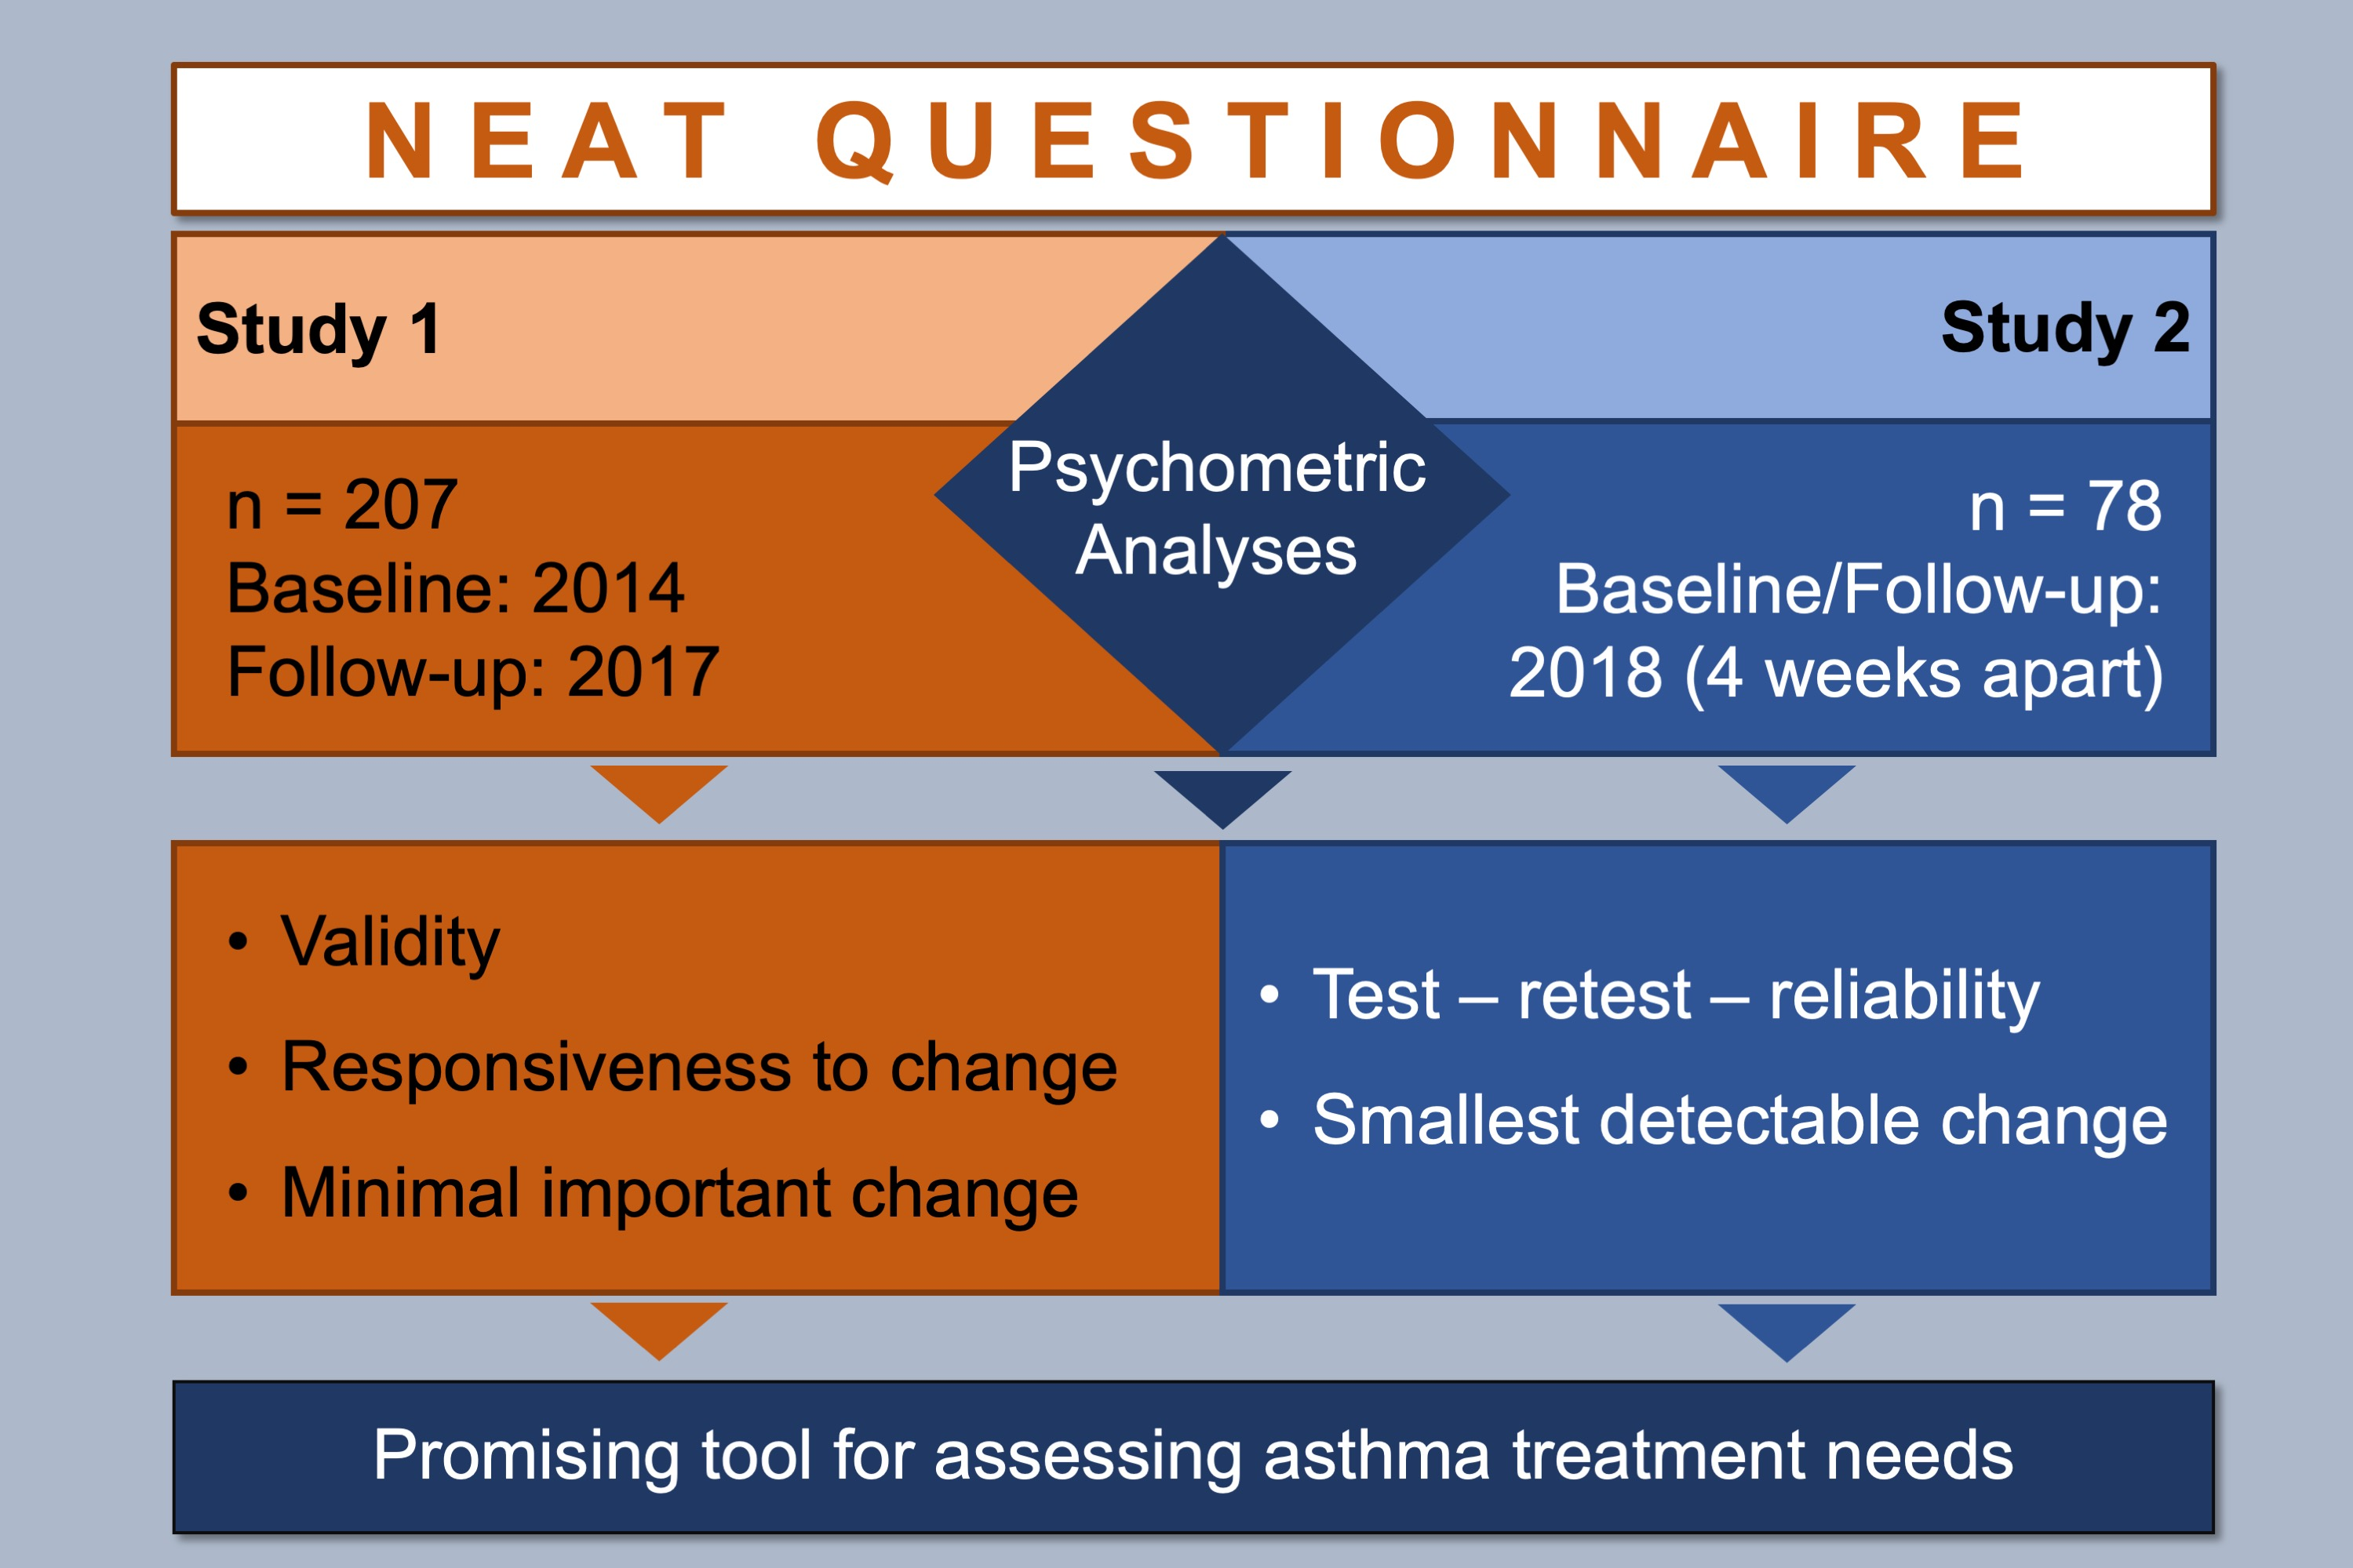 NEAT QUESTIONNAIRE
Study 1
n = 207
Baseline: 2014
Follow-up: 2017
Psychometric
Analyses
Study 2
n = 78
Baseline/Follow-up:
2018 (4 weeks apart)
• Validity
• Responsiveness to change
• Minimal important change
• Test – retest – reliability
• Smallest detectable change
Promising tool for assessing asthma treatment needs